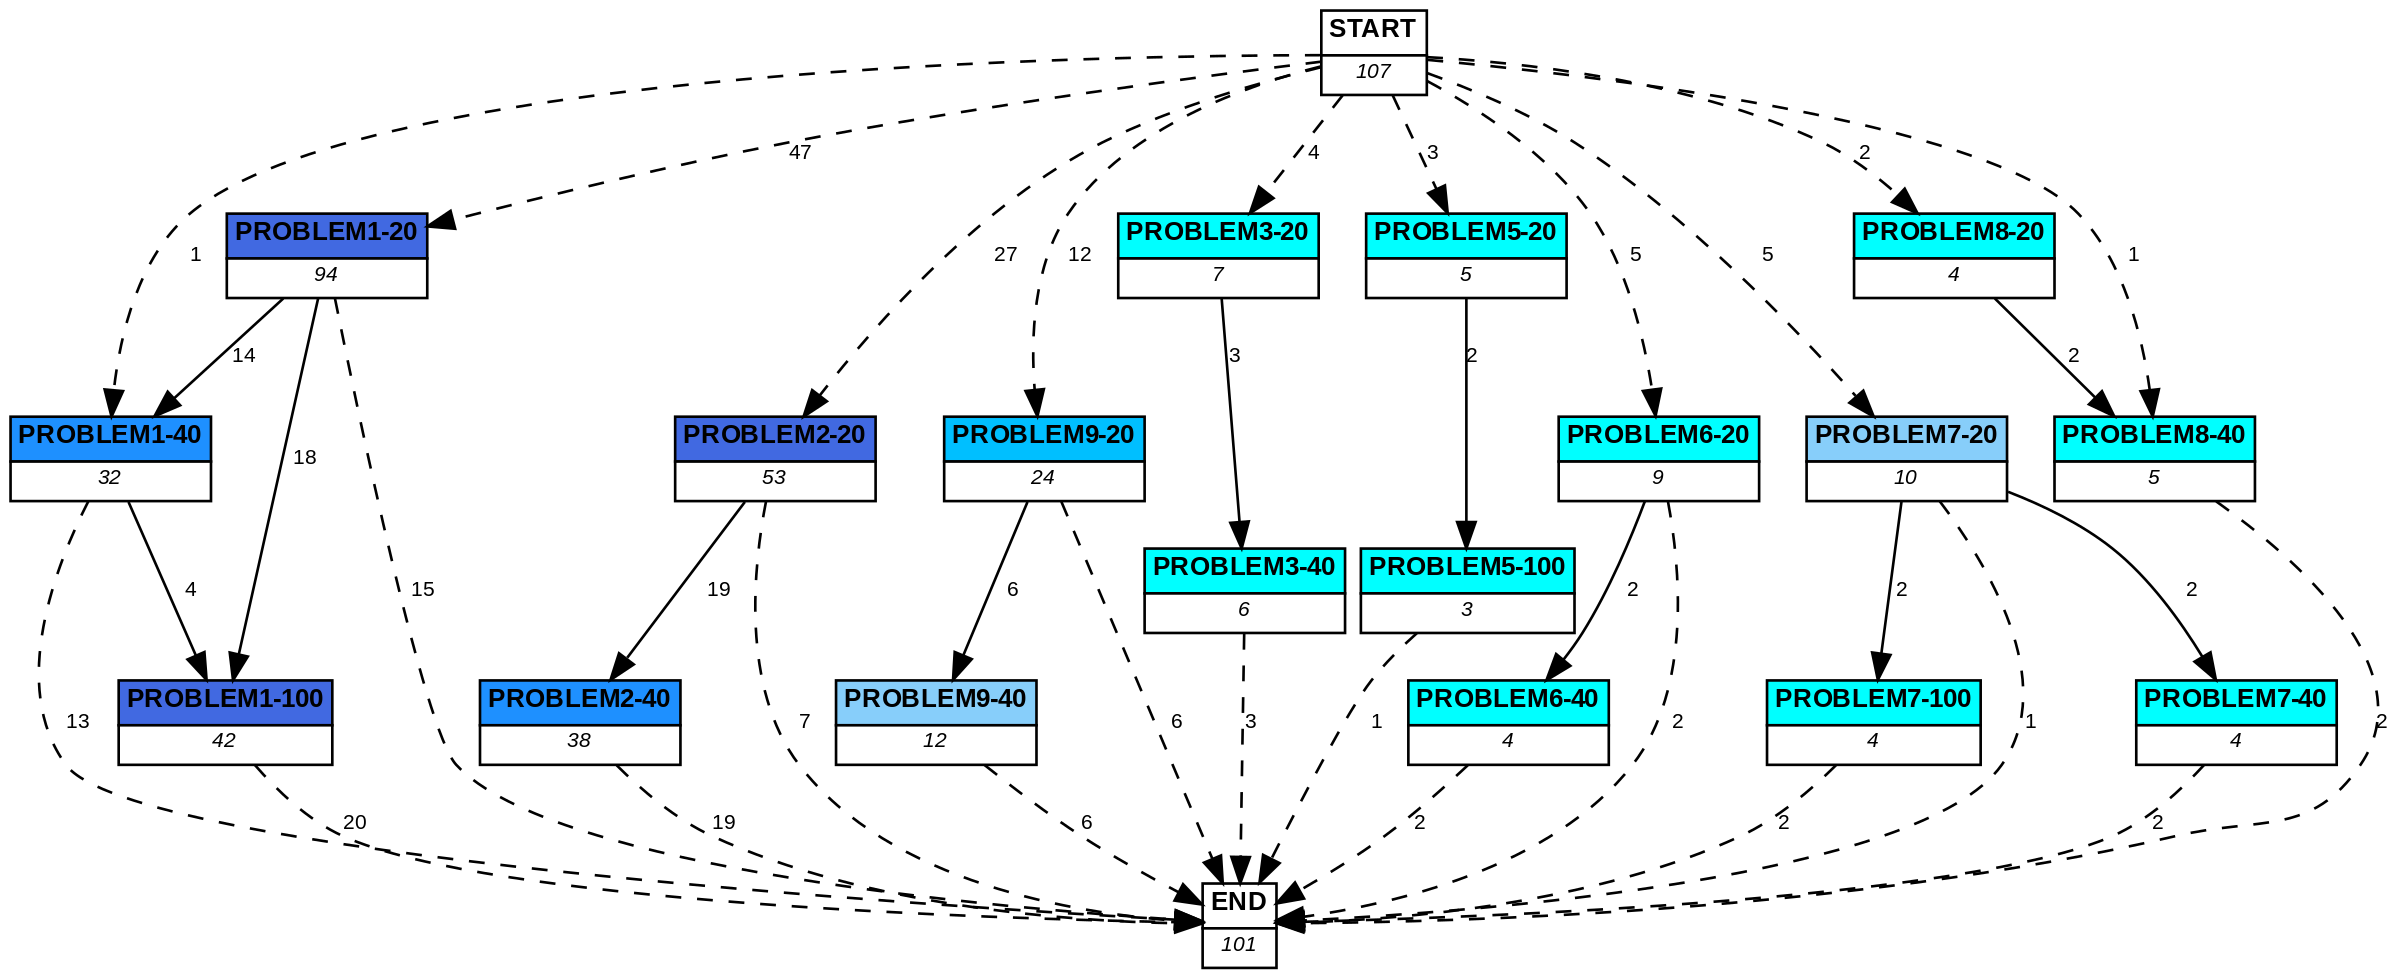 START
107
47
4
3
2
PROBLEM1-20
94
PROBLEM3-20
7
PROBLEM5-20
5
PROBLEM8-20
4
1
27
12
5
5
1
14
3
2
2
PROBLEM1-40
32
18
PROBLEM2-20
53
PROBLEM9-20
24
PROBLEM6-20
9
PROBLEM7-20
10
PROBLEM8-40
5
PROBLEM3-40
6
PROBLEM5-100
3
4
15
19
6
2
2
2
PROBLEM1-100
42
PROBLEM2-40
38
PROBLEM9-40
12
PROBLEM6-40
4
PROBLEM7-100
4
PROBLEM7-40
4
13
7
6
3
1
2
1
2
20
19
6
2
2
2
END
101